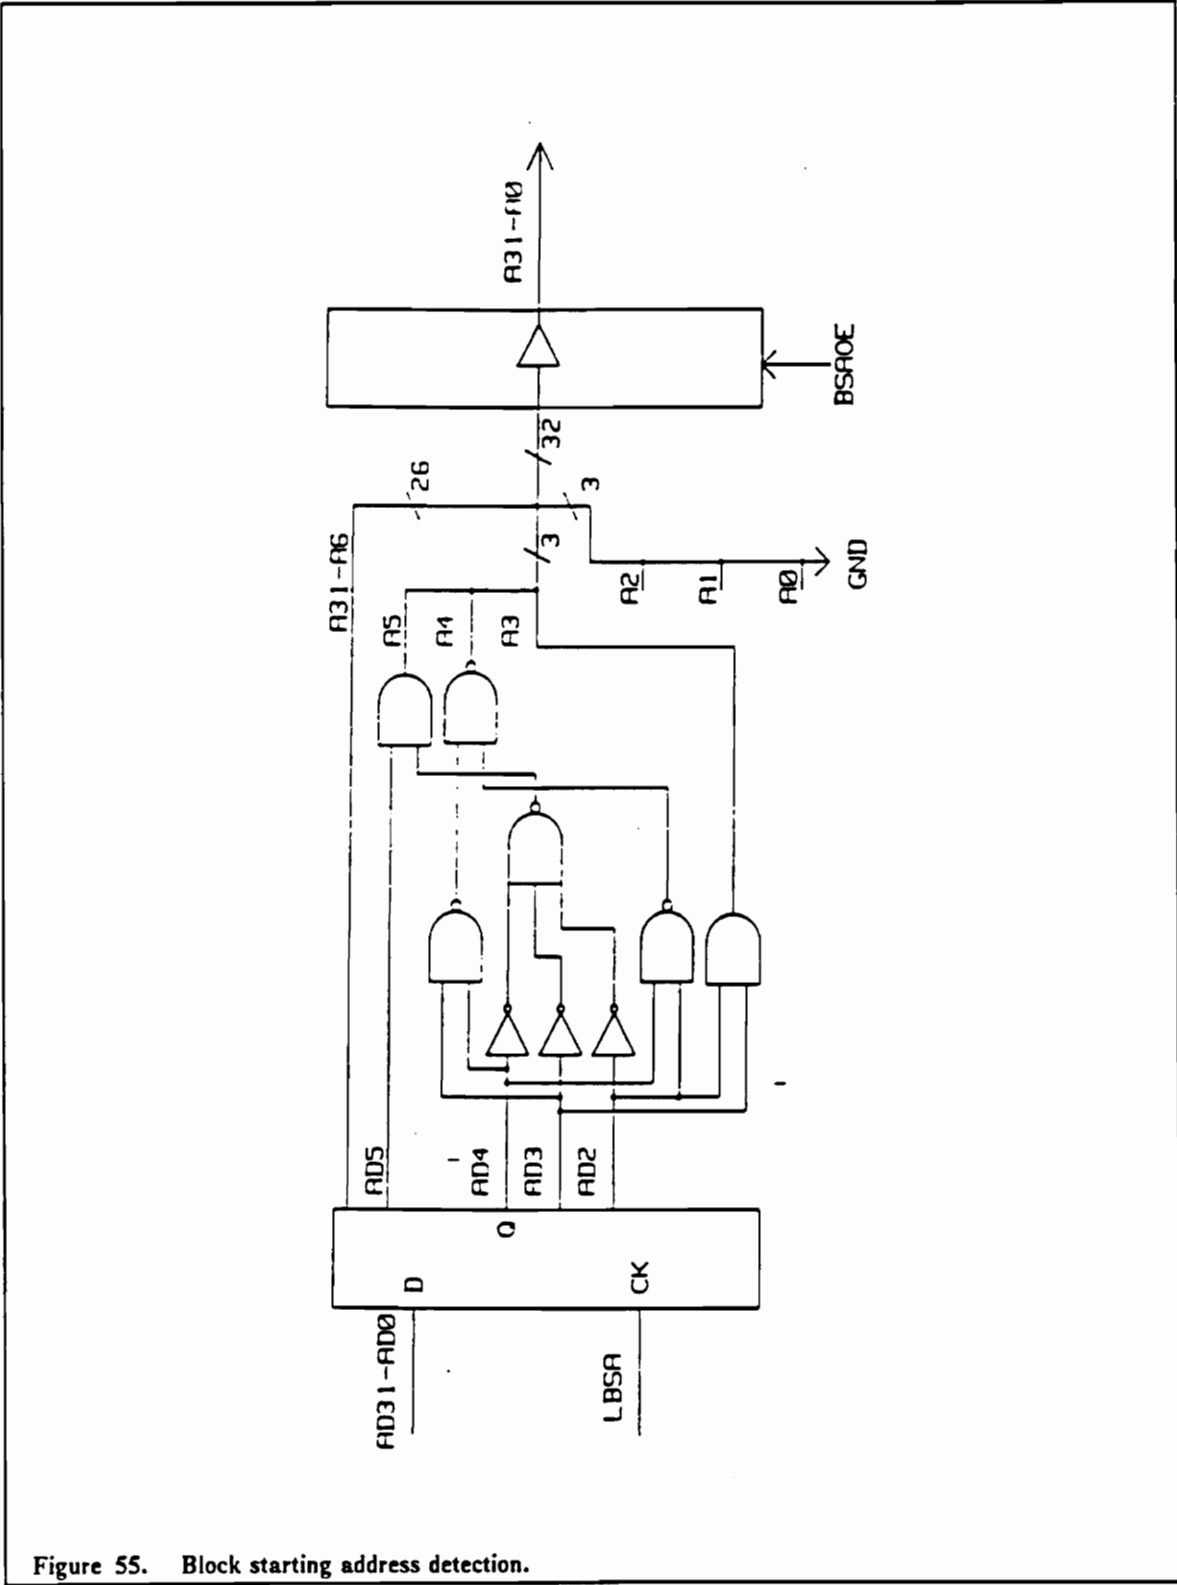 A31-A0
BSAOE
32
26
3
3
A31-A6
A5
A4
A3
A2
A1
A0
GND
AD5
AD4
AD3
AD2
Q
D
CK
AD31-AD0
LBSA
Figure 55. Block starting address detection.